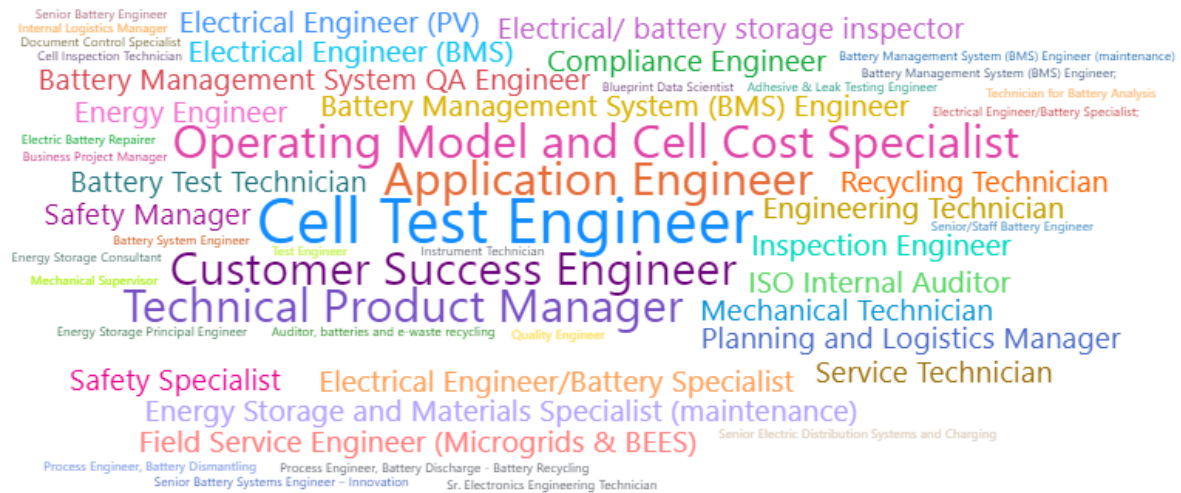 Senior Battery Engineer
Internal Logistics Manager
Document Control Specialist
Cell Inspection Technician
Electrical Engineer (PV)
Electrical/ battery storage inspector
Electrical Engineer (BMS)
Compliance Engineer
Battery Management System (BMS) Engineer (maintenance)
Battery Management System QA Engineer
Blueprint Data Scientist
Adhesive & Leak Testing Engineer
Battery Management System (BMS) Engineer;
Technician for Battery Analysis
Energy Engineer
Battery Management System (BMS) Engineer
Electrical Engineer/Battery Specialist;
Electric Battery Repairer
Business Project Manager
Operating Model and Cell Cost Specialist
Battery Test Technician
Application Engineer
Recycling Technician
Safety Manager
Cell Test Engineer
Engineering Technician
Senior/Staff Battery Engineer
Battery System Engineer
Test Engineer
Instrument Technician
Inspection Engineer
Energy Storage Consultant
Mechanical Supervisor
Customer Success Engineer
ISO Internal Auditor
Technical Product Manager
Mechanical Technician
Energy Storage Principal Engineer
Auditor, batteries and e-waste recycling
Quality Engineer
Planning and Logistics Manager
Safety Specialist
Electrical Engineer/Battery Specialist
Service Technician
Energy Storage and Materials Specialist (maintenance)
Field Service Engineer (Microgrids & BEES)
Senior Electric Distribution Systems and Charging
Process Engineer, Battery Dismantling
Process Engineer, Battery Discharge - Battery Recycling
Senior Battery Systems Engineer – Innovation
Sr. Electronics Engineering Technician